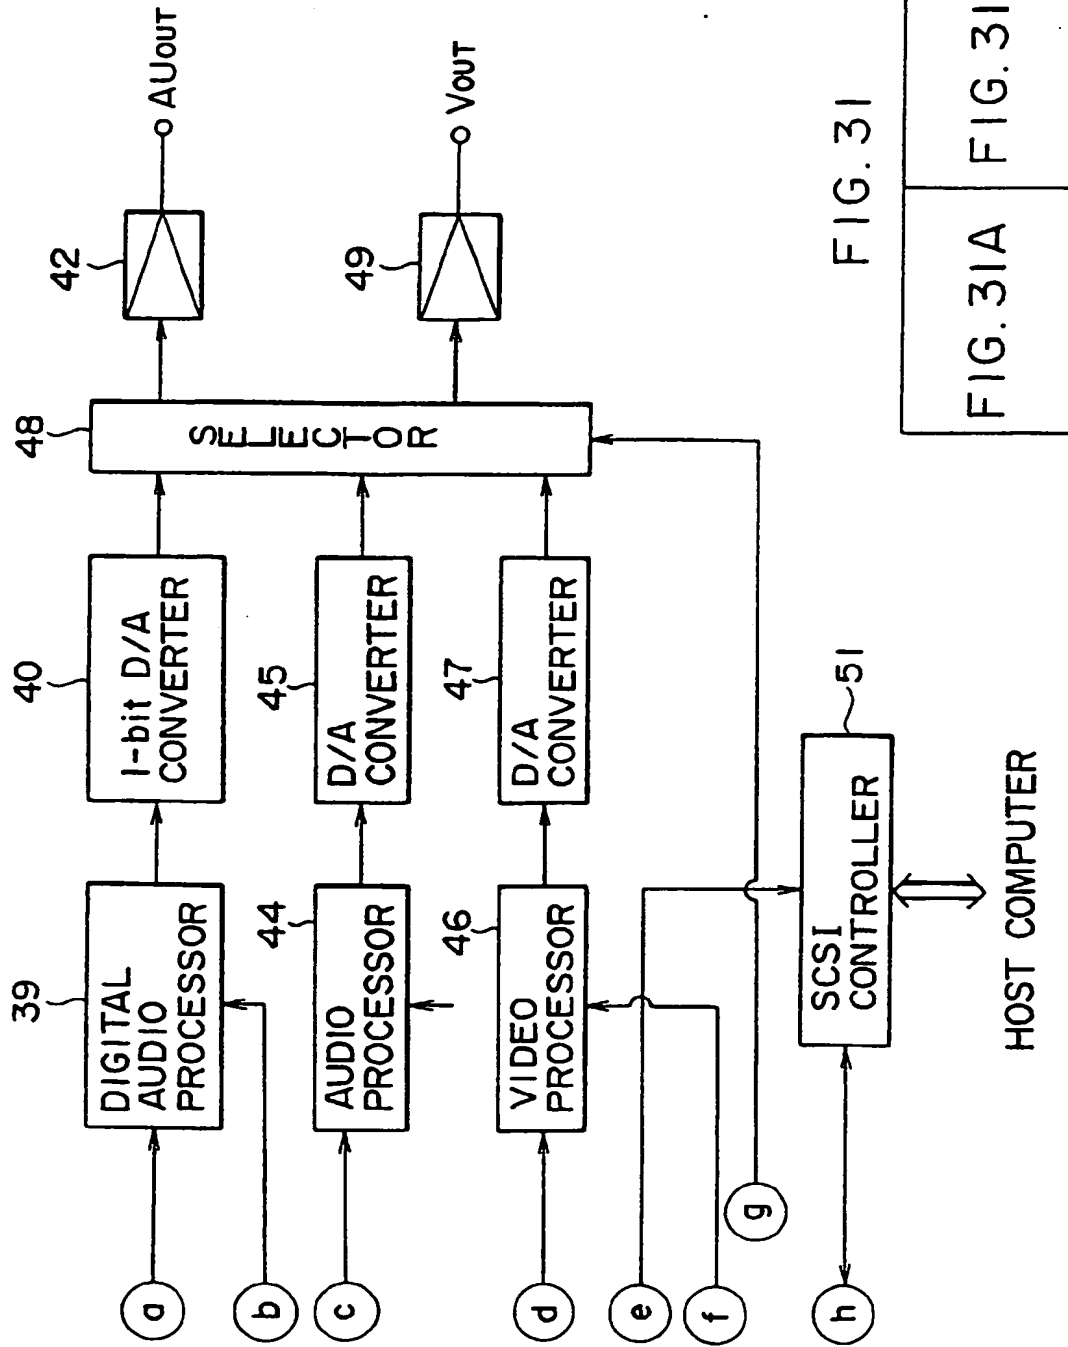 a
b
c
d
e
f
g
h
39
DIGITAL
AUDIO
PROCESSOR
40
1-bit D/A
CONVERTER
44
AUDIO
PROCESSOR
45
D/A
CONVERTER
46
VIDEO
PROCESSOR
47
D/A
CONVERTER
48
SELECTOR
42
AUOUT
49
VOUT
51
SCSI
CONTROLLER
HOST COMPUTER
FIG. 31
FIG. 31A
FIG. 31